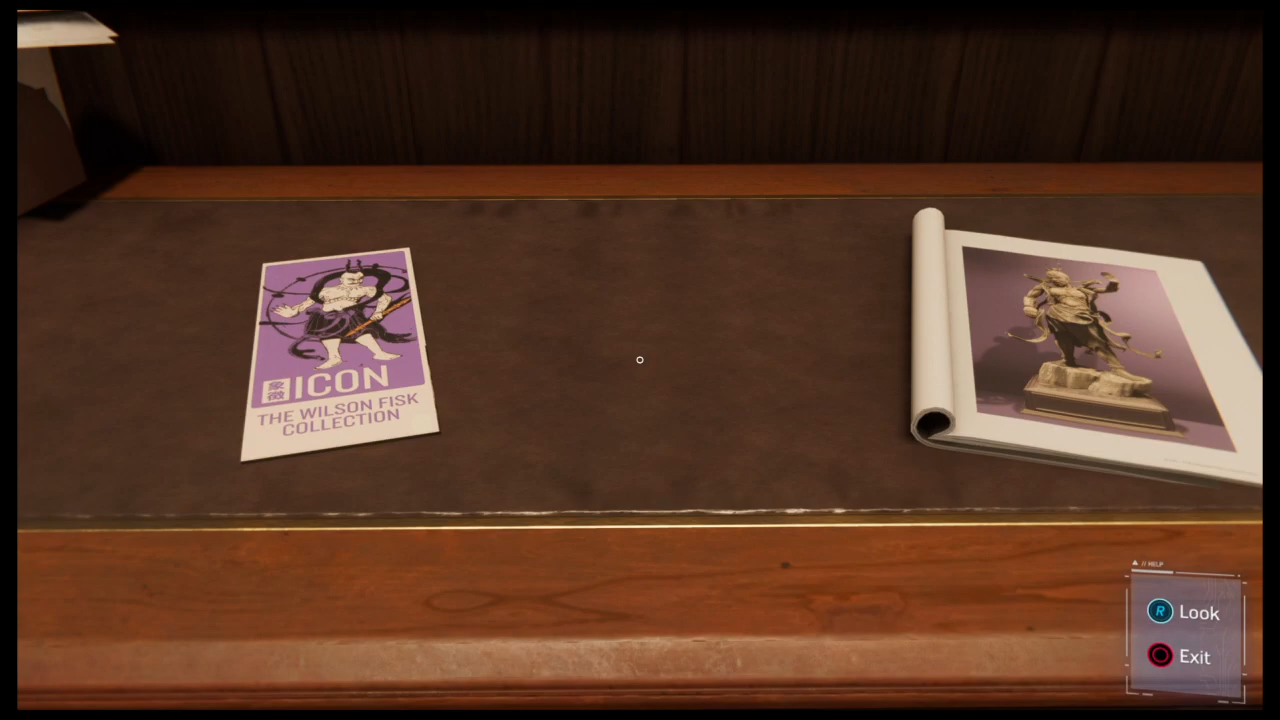 象徴
ICON
THE WILSON FISK
COLLECTION
// HELP
R Look
Exit